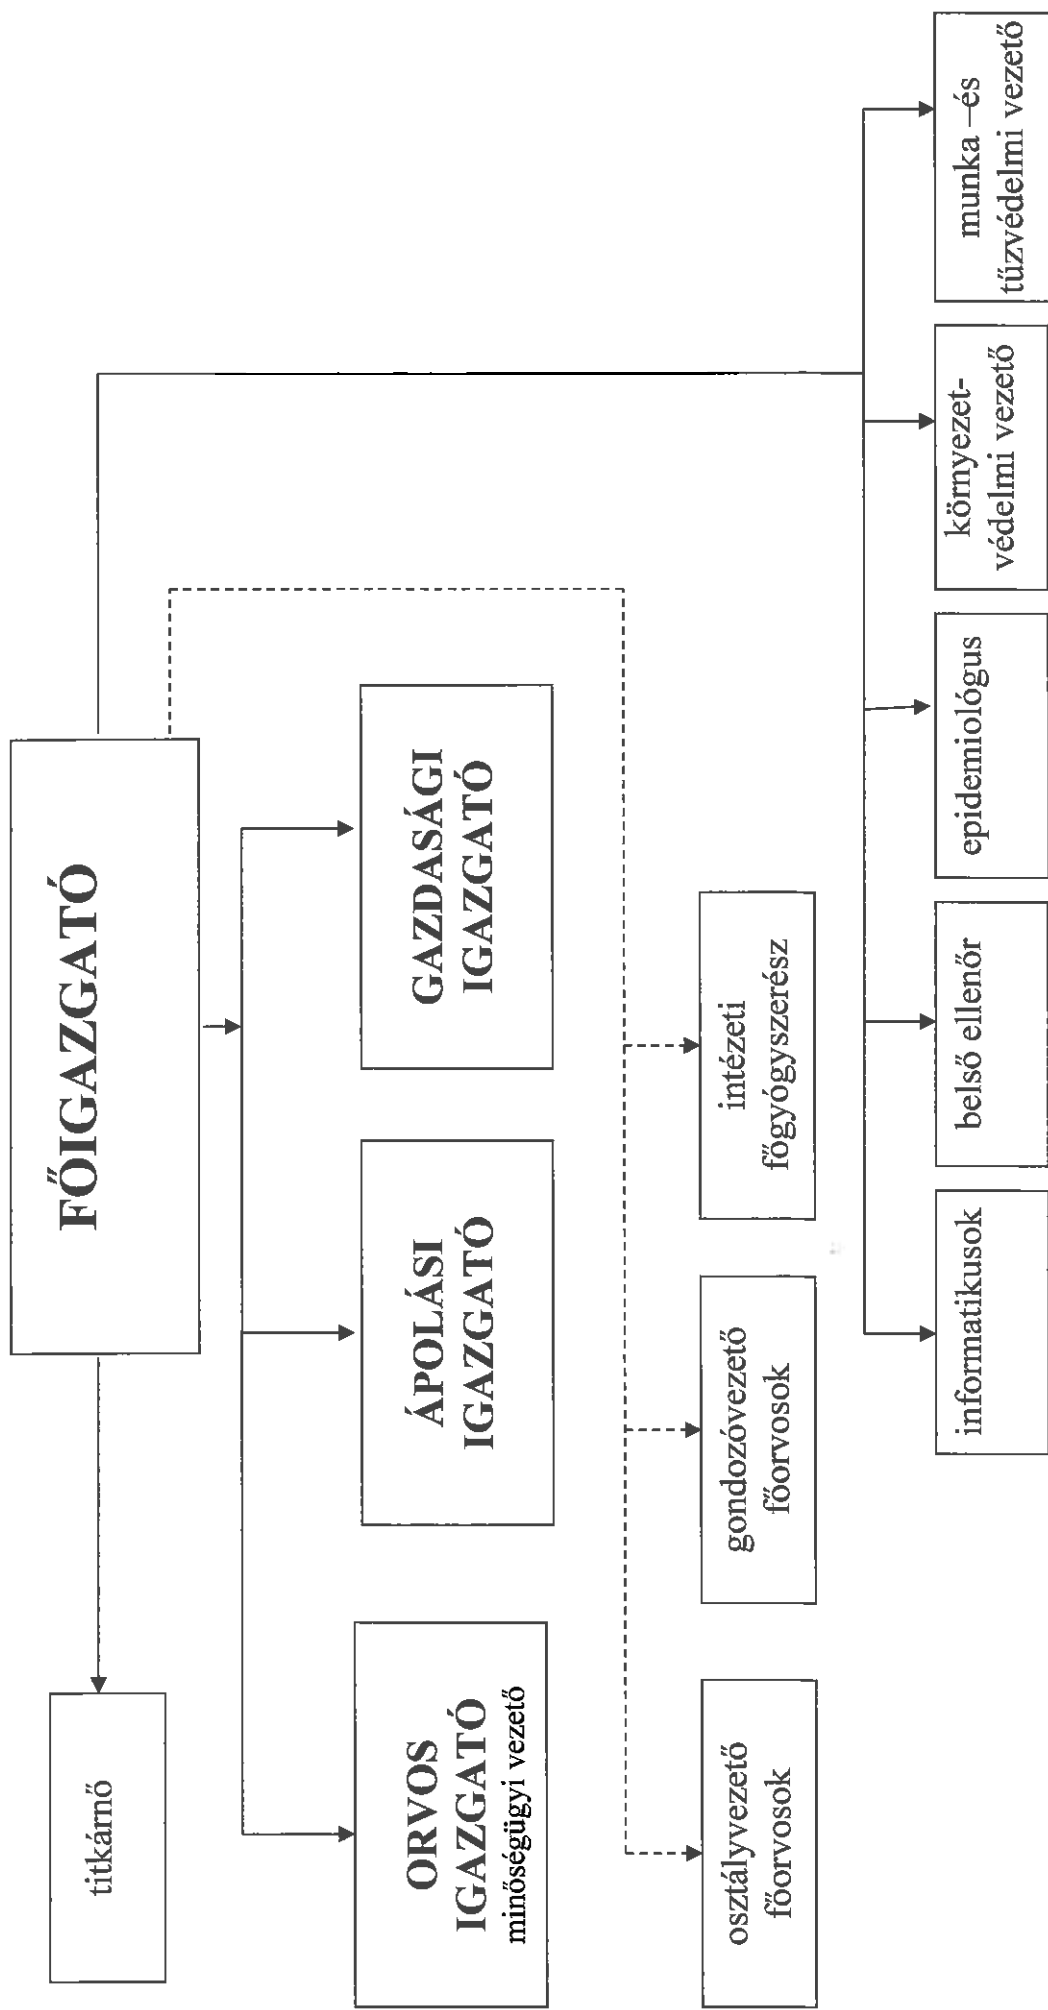 FŐIGAZGATÓ
titkárnő
ORVOS
IGAZGATÓ
minőségügyi vezető
ÁPOLÁSI
IGAZGATÓ
GAZDASÁGI
IGAZGATÓ
osztályvezető
főorvosok
gondozóvezető
főorvosok
intézeti
főgyógyszerész
informatikusok
belső ellenőr
epidemiológus
környezet-
védelmi vezető
munka –és
tűzvédelmi vezető